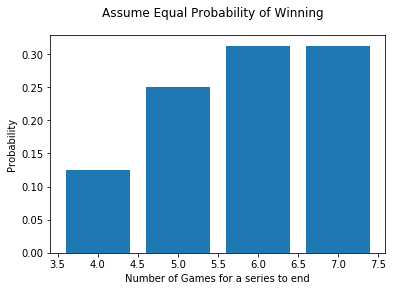 Assume Equal Probability of Winning
0.30
0.25
0.20
0.15
0.10
0.05
0.00
Probability
3.5 4.0 4.5 5.0 5.5 6.0 6.5 7.0 7.5
Number of Games for a series to end